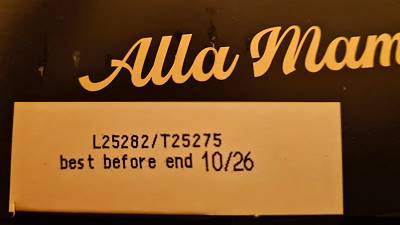 Alla Mam
L25282/T25275
best before end 10/26